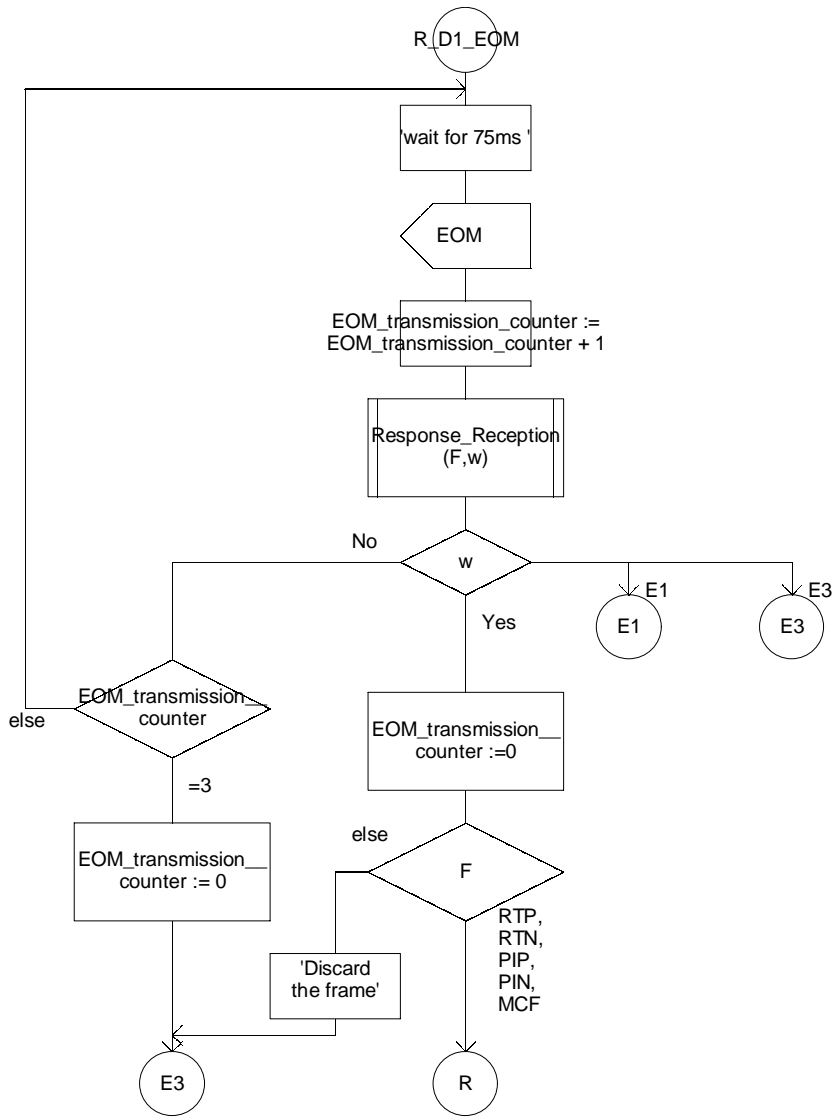 R_D1_EOM
'wait for 75ms '
EOM
EOM_transmission_counter :=
EOM_transmission_counter + 1
Response_Reception
(F,w)
No
w
E1
E3
Yes
E1
E3
EOM_transmission__
counter
else
EOM_transmission__
counter :=0
=3
else
EOM_transmission__
counter := 0
F
RTP,
RTN,
PIP,
PIN,
MCF
'Discard
the frame'
E3
R